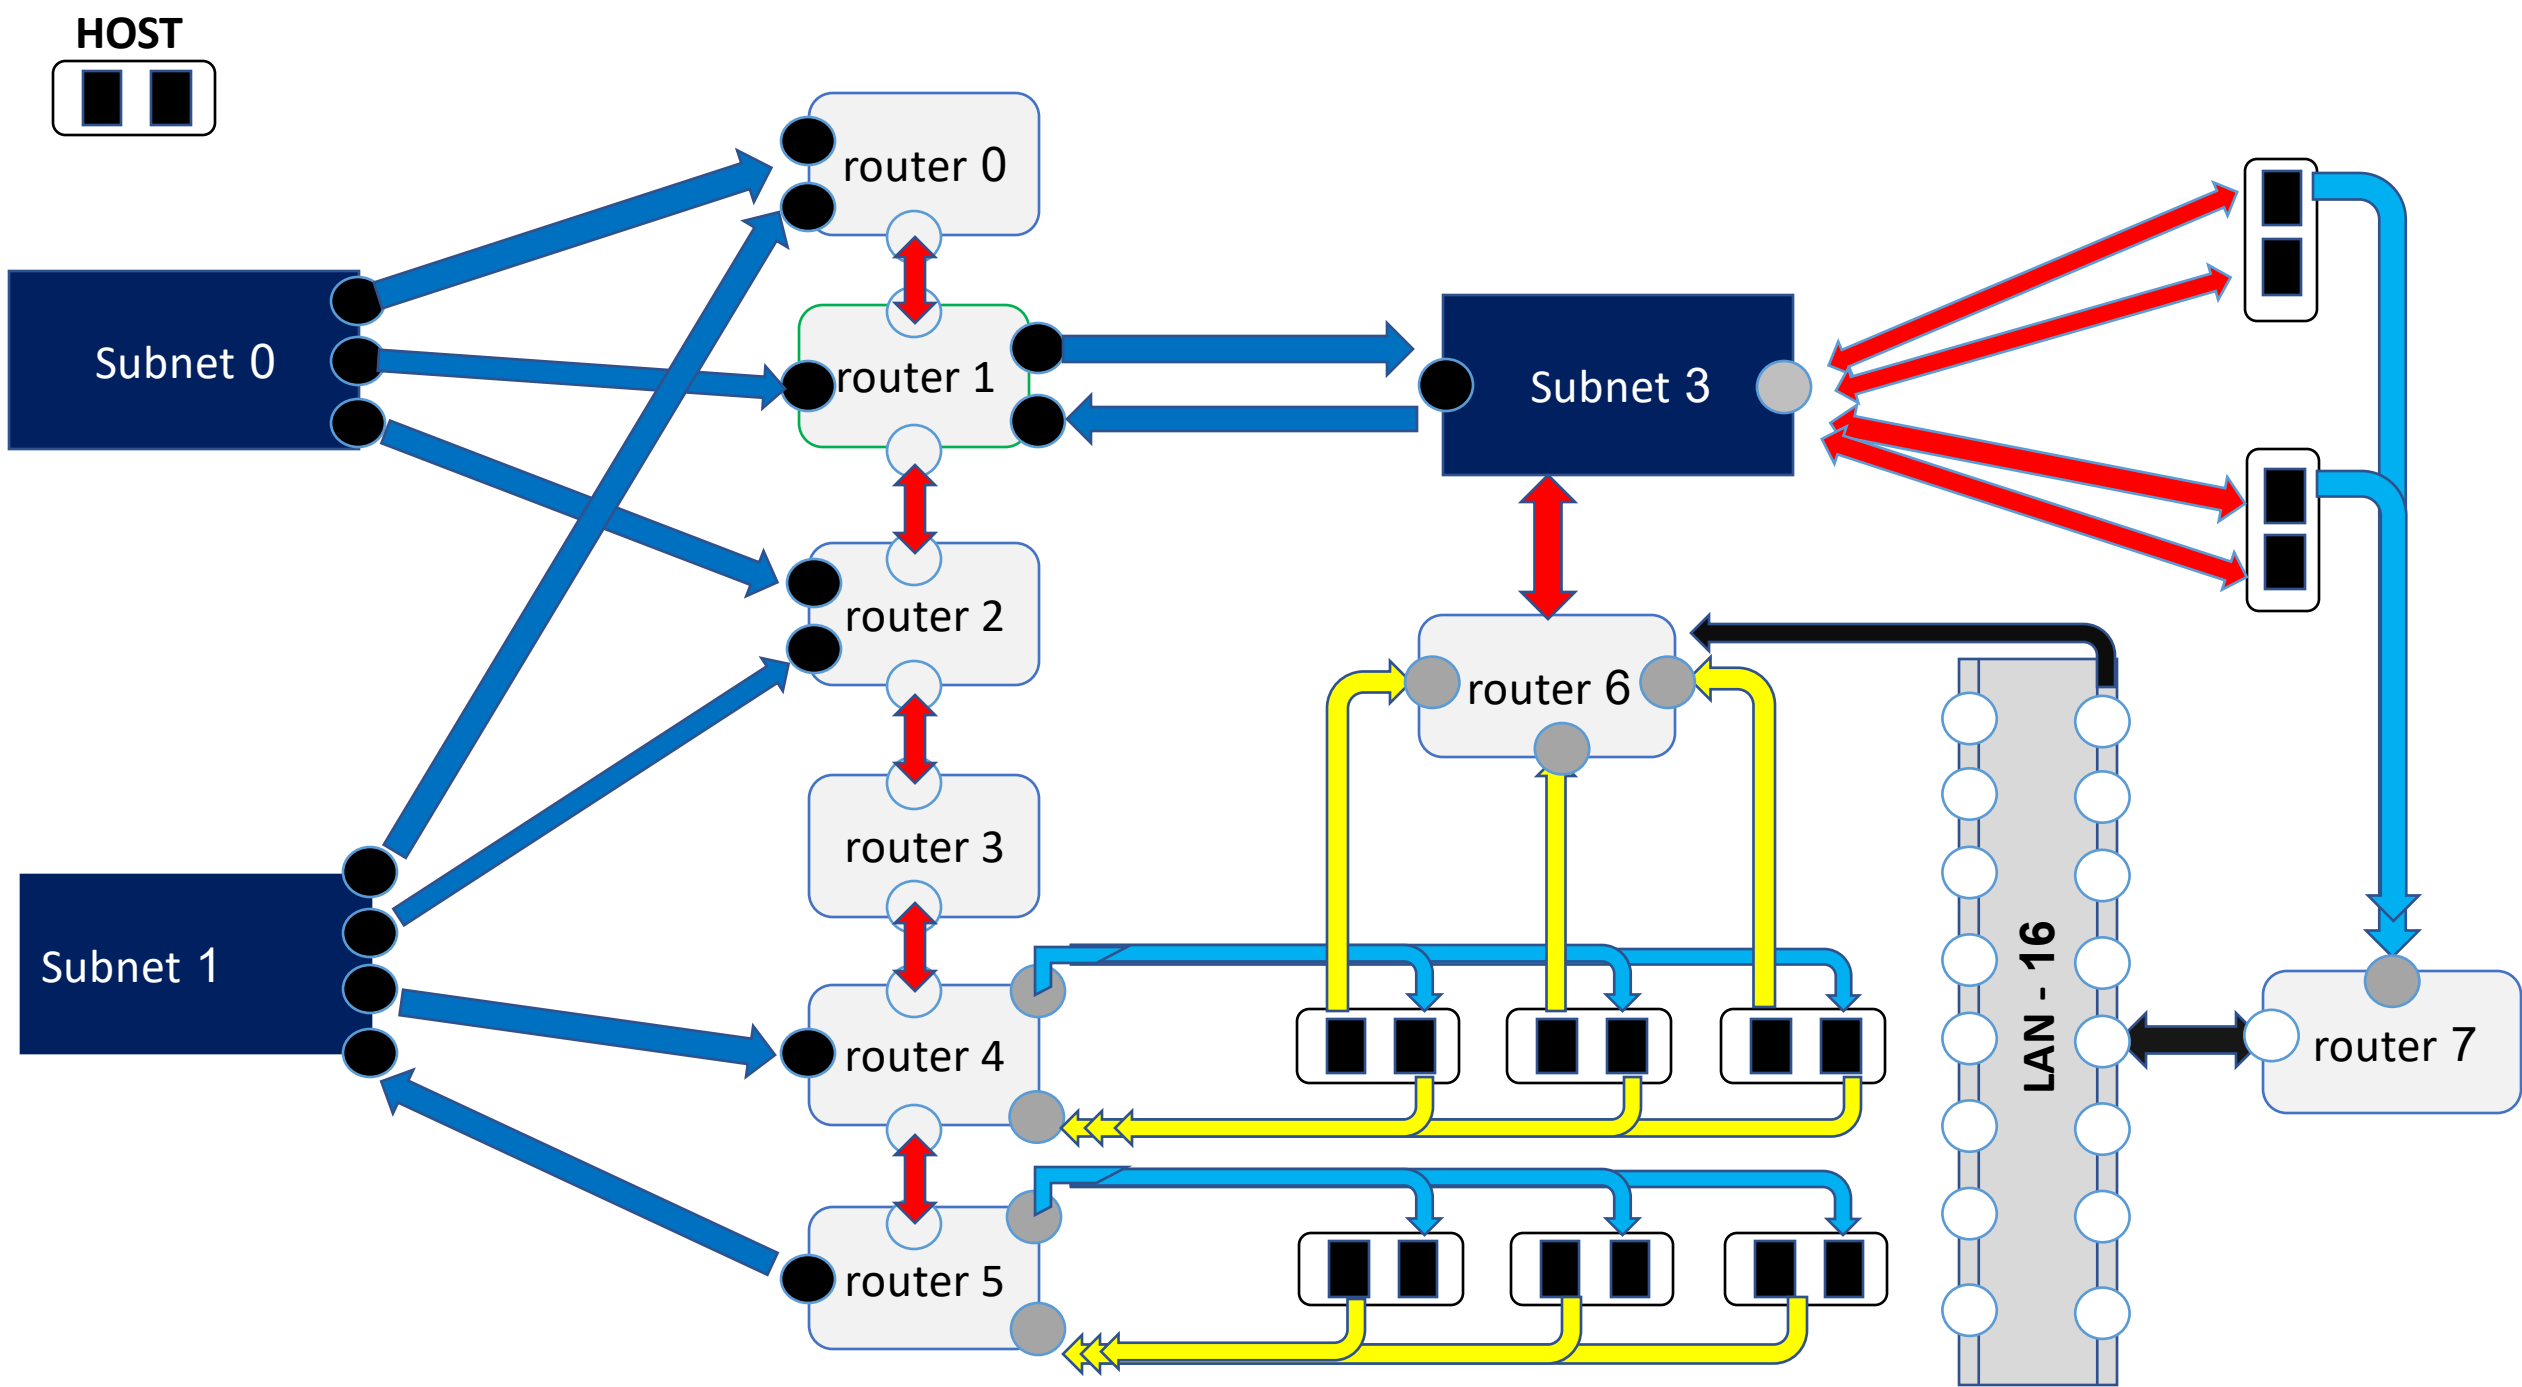 HOST
router 0
Subnet 0
router 1
Subnet 3
router 2
router 6
router 3
Subnet 1
LAN - 16
router 4
router 7
router 5